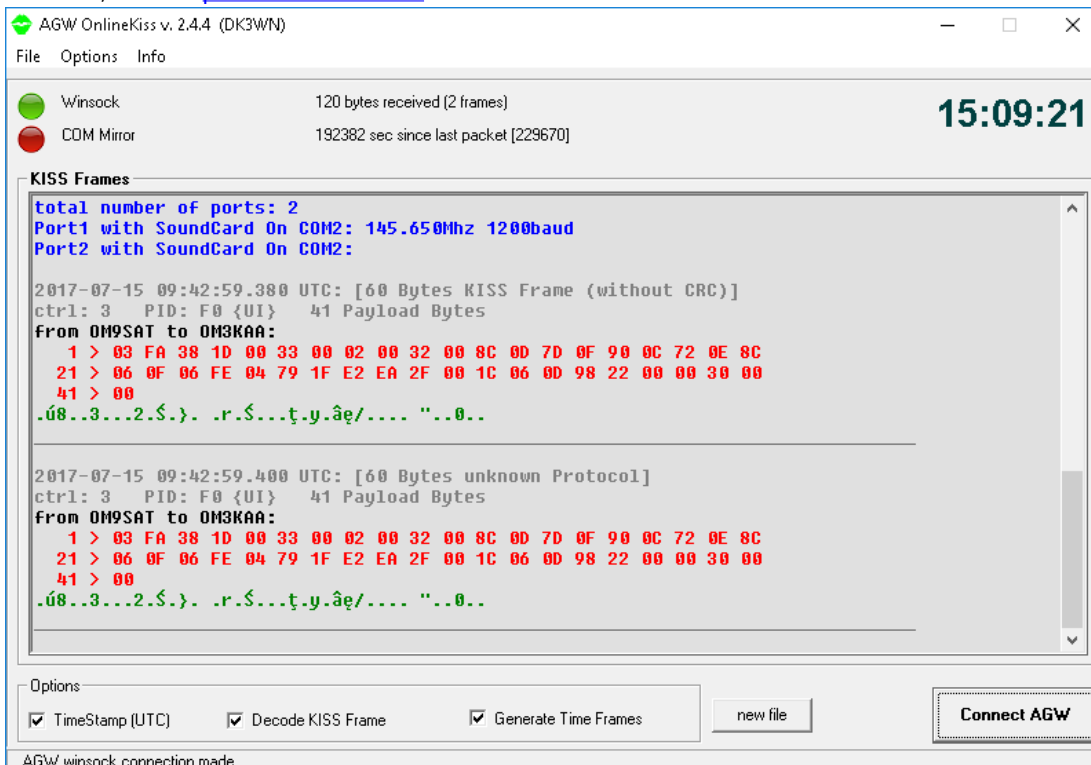 AGW OnlineKiss v. 2.4.4 (DK3WN)
File Options Info
Winsock 120 bytes received (2 frames)
15:09:21
COM Mirror 192382 sec since last packet [229670]
KISS Frames
total number of ports: 2
Port1 with SoundCard On COM2: 145.650Mhz 1200baud
Port2 with SoundCard On COM2:
2017-07-15 09:42:59.380 UTC: [60 Bytes KISS Frame (without CRC)]
ctrl: 3 PID: F0 {UI} 41 Payload Bytes
from OM9SAT to OM3KAA:
1 > 03 FA 38 1D 00 33 00 02 00 32 00 8C 0D 7D 0F 90 0C 72 0E 8C
21 > 06 0F 06 FE 04 79 1F E2 EA 2F 00 1C 06 0D 98 22 00 00 30 00
41 > 00
.ú8..3...2.Ś.}. .r.Ś...ţ.y.âę/.... "..0..
2017-07-15 09:42:59.400 UTC: [60 Bytes unknown Protocol]
ctrl: 3 PID: F0 {UI} 41 Payload Bytes
from OM9SAT to OM3KAA:
1 > 03 FA 38 1D 00 33 00 02 00 32 00 8C 0D 7D 0F 90 0C 72 0E 8C
21 > 06 0F 06 FE 04 79 1F E2 EA 2F 00 1C 06 0D 98 22 00 00 30 00
41 > 00
.ú8..3...2.Ś.}. .r.Ś...ţ.y.âę/.... "..0..
Options
TimeStamp (UTC) Decode KISS Frame Generate Time Frames new file Connect AGW
AGW winsock connection made